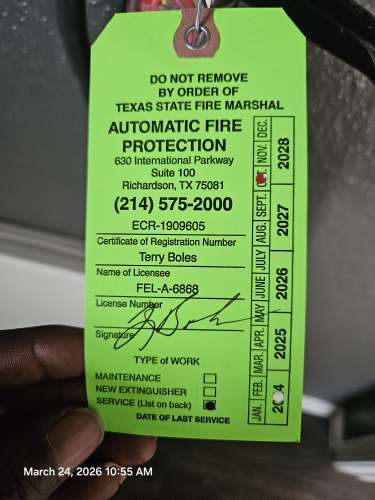 DO NOT REMOVE
BY ORDER OF
TEXAS STATE FIRE MARSHAL
AUTOMATIC FIRE
PROTECTION
630 International Parkway
Suite 100
Richardson, TX 75081
(214) 575-2000
ECR-1909605
Certificate of Registration Number
Terry Boles
Name of Licensee
FEL-A-6868
License Number
Signature
TYPE of WORK
MAINTENANCE
NEW EXTINGUISHER
SERVICE (List on back)
DATE OF LAST SERVICE
JAN. FEB. MAR. APR. MAY JUNE JULY AUG. SEPT. NOV. DEC.
2025 2026 2027 2028
March 24, 2026 10:55 AM